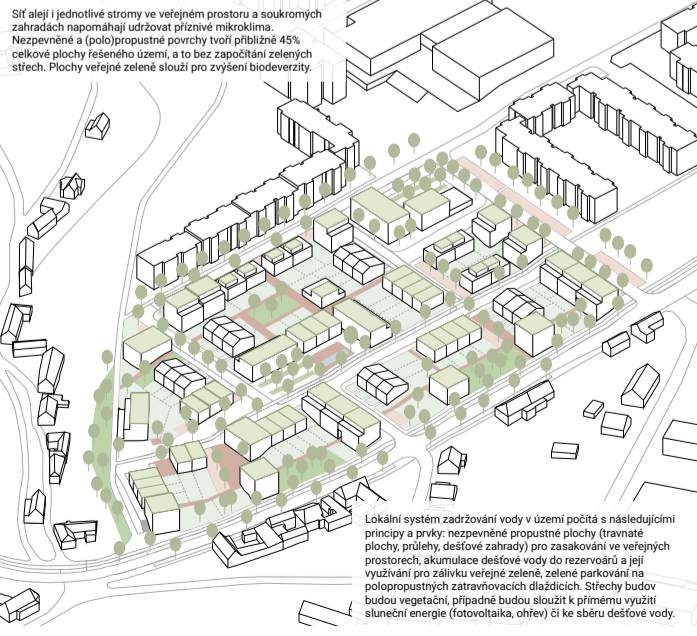 Síť alejí i jednotlivé stromy ve veřejném prostoru a soukromých
zahradách napomáhají udržovat příznivé mikroklima.
Nezpevněné a (polo)propustné povrchy tvoří přibližně 45%
celkové plochy řešeného území, a to bez započítání zelených
střech. Plochy veřejné zeleně slouží pro zvýšení biodeverzity.
Lokální systém zadržování vody v území počítá s následujícími
principy a prvky: nezpevněné propustné plochy (travnaté
plochy, průlehy, dešťové zahrady) pro zasakování ve veřejných
prostorech, akumulace dešťové vody do rezervoárů a její
využívání pro zálivku veřejné zeleně, zelené parkování na
polopropustných zatravňovacích dlaždicích. Střechy budov
budou vegetační, případně budou sloužit k přímému využití
sluneční energie (fotovoltaika, ohřev) či ke sběru dešťové vody.